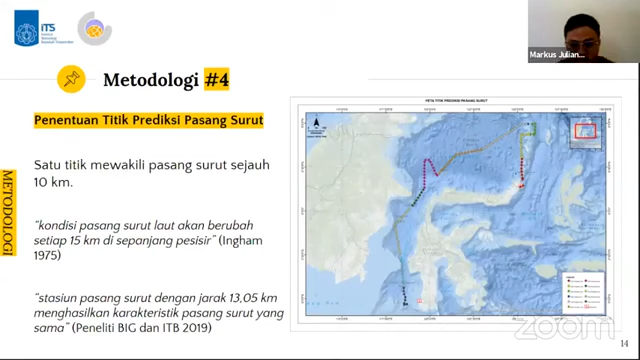 ITS
Institut
Teknologi
Sepuluh Nopember
Markus Julian...
Metodologi #4
Penentuan Titik Prediksi Pasang Surut
Satu titik mewakili pasang surut sejauh
10 km.
METODOLOGI
“kondisi pasang surut laut akan berubah
setiap 15 km di sepanjang pesisir” (Ingham
1975)
“stasiun pasang surut dengan jarak 13,05 km
menghasilkan karakteristik pasang surut yang
sama” (Peneliti BIG dan ITB 2019)
PETA TITIK PREDIKSI PASANG SURUT
zoom
14